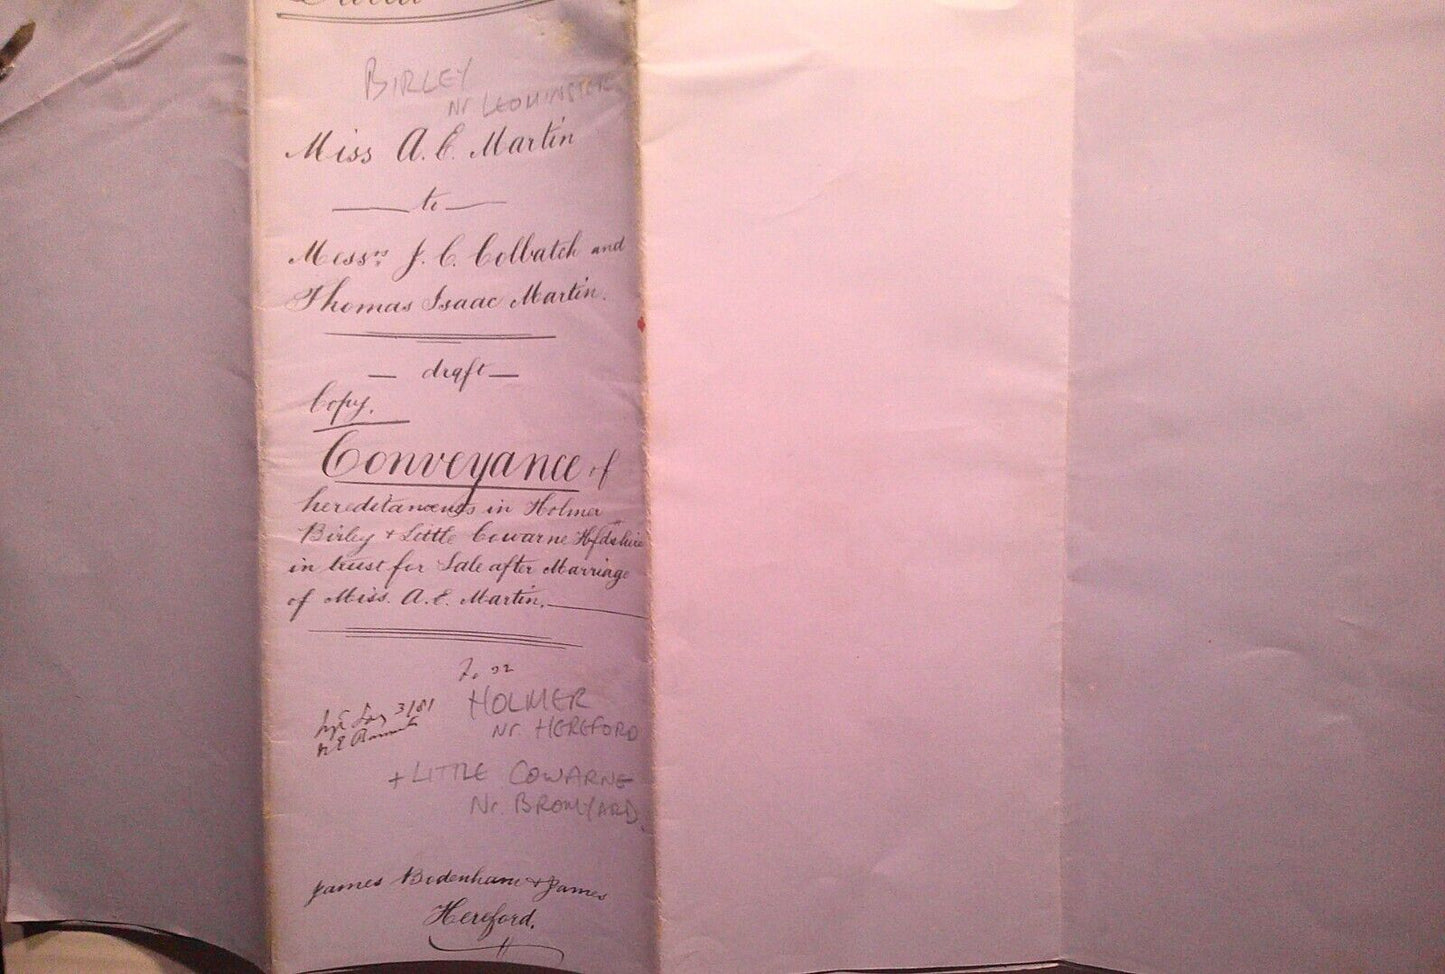 BIRLEY
Nr LEOMINSTER
Miss A. E. Martin
to
Messrs J. C. Colbatch and
Thomas Isaac Martin.
draft
Copy.
Conveyance of
hereditaments in Holmer
Birley + Little Cowarne Hfdshire
in trust for Sale after Marriage
of Miss. A. E. Martin.
HOLMER
Nr. HEREFORD
+ LITTLE COWARNE
Nr. BROMYARD.
James Bodenham + James
Hereford.